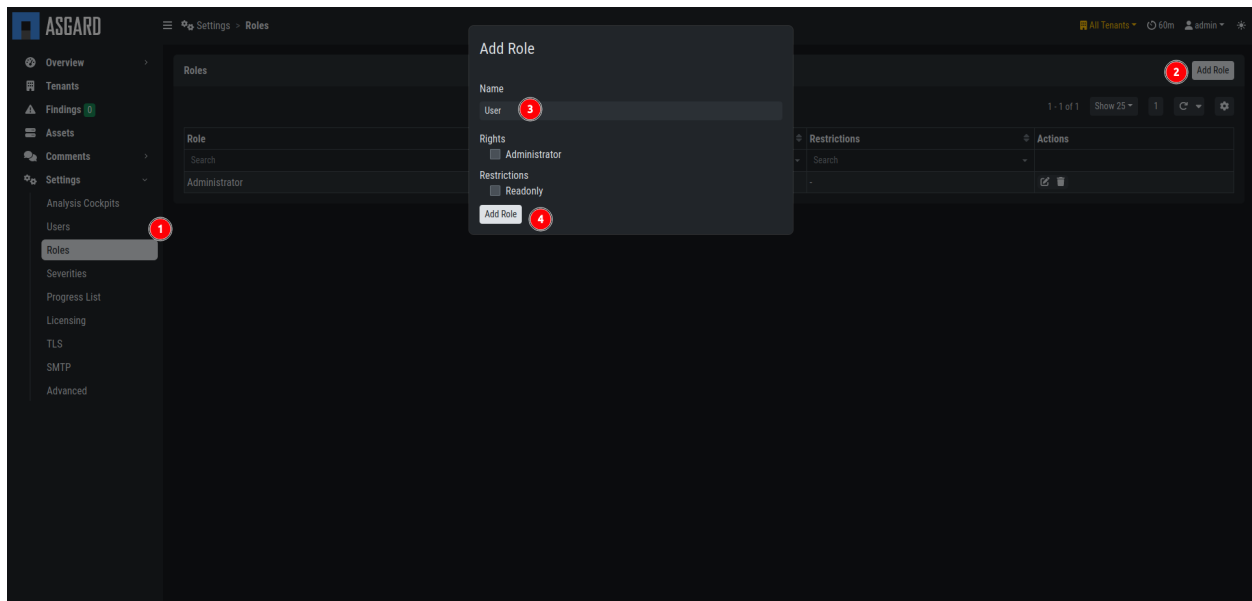 ASGARD
Settings > Roles
All Tenants
60m
admin
Overview
Tenants
Findings 0
Assets
Comments
Settings
Analysis Cockpits
Users
1
Roles
Severities
Progress List
Licensing
TLS
SMTP
Advanced
Roles
2
Add Role
1 - 1 of 1
Show 25
1
Role
Restrictions
Actions
Search
Search
Administrator
-
Add Role
Name
User
3
Rights
Administrator
Restrictions
Readonly
Add Role
4